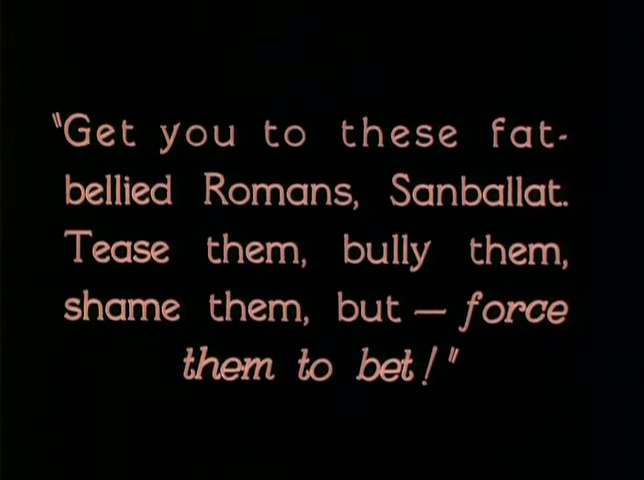 "Get you to these fat-
bellied Romans, Sanballat.
Tease them, bully them,
shame them, but — force
them to bet!"